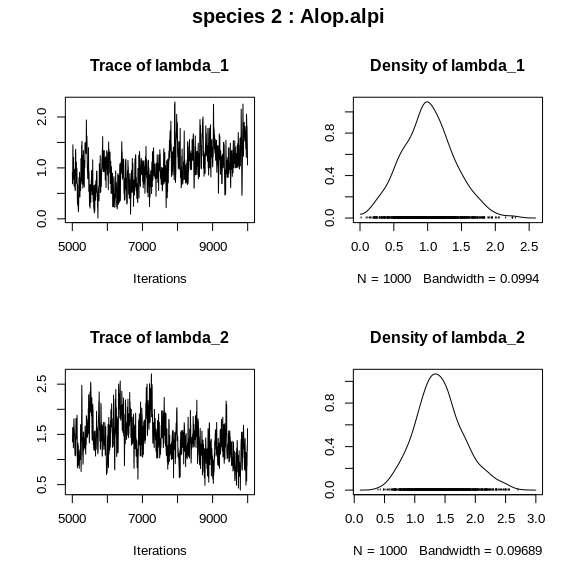 species 2 : Alop.alpi
Trace of lambda_1
Density of lambda_1
2.0
1.0
0.0
5000 7000 9000
Iterations
0.8
0.4
0.0
0.0 0.5 1.0 1.5 2.0 2.5
N = 1000 Bandwidth = 0.0994
Trace of lambda_2
Density of lambda_2
2.5
1.5
0.5
5000 7000 9000
Iterations
0.8
0.4
0.0
0.0 0.5 1.0 1.5 2.0 2.5 3.0
N = 1000 Bandwidth = 0.09689